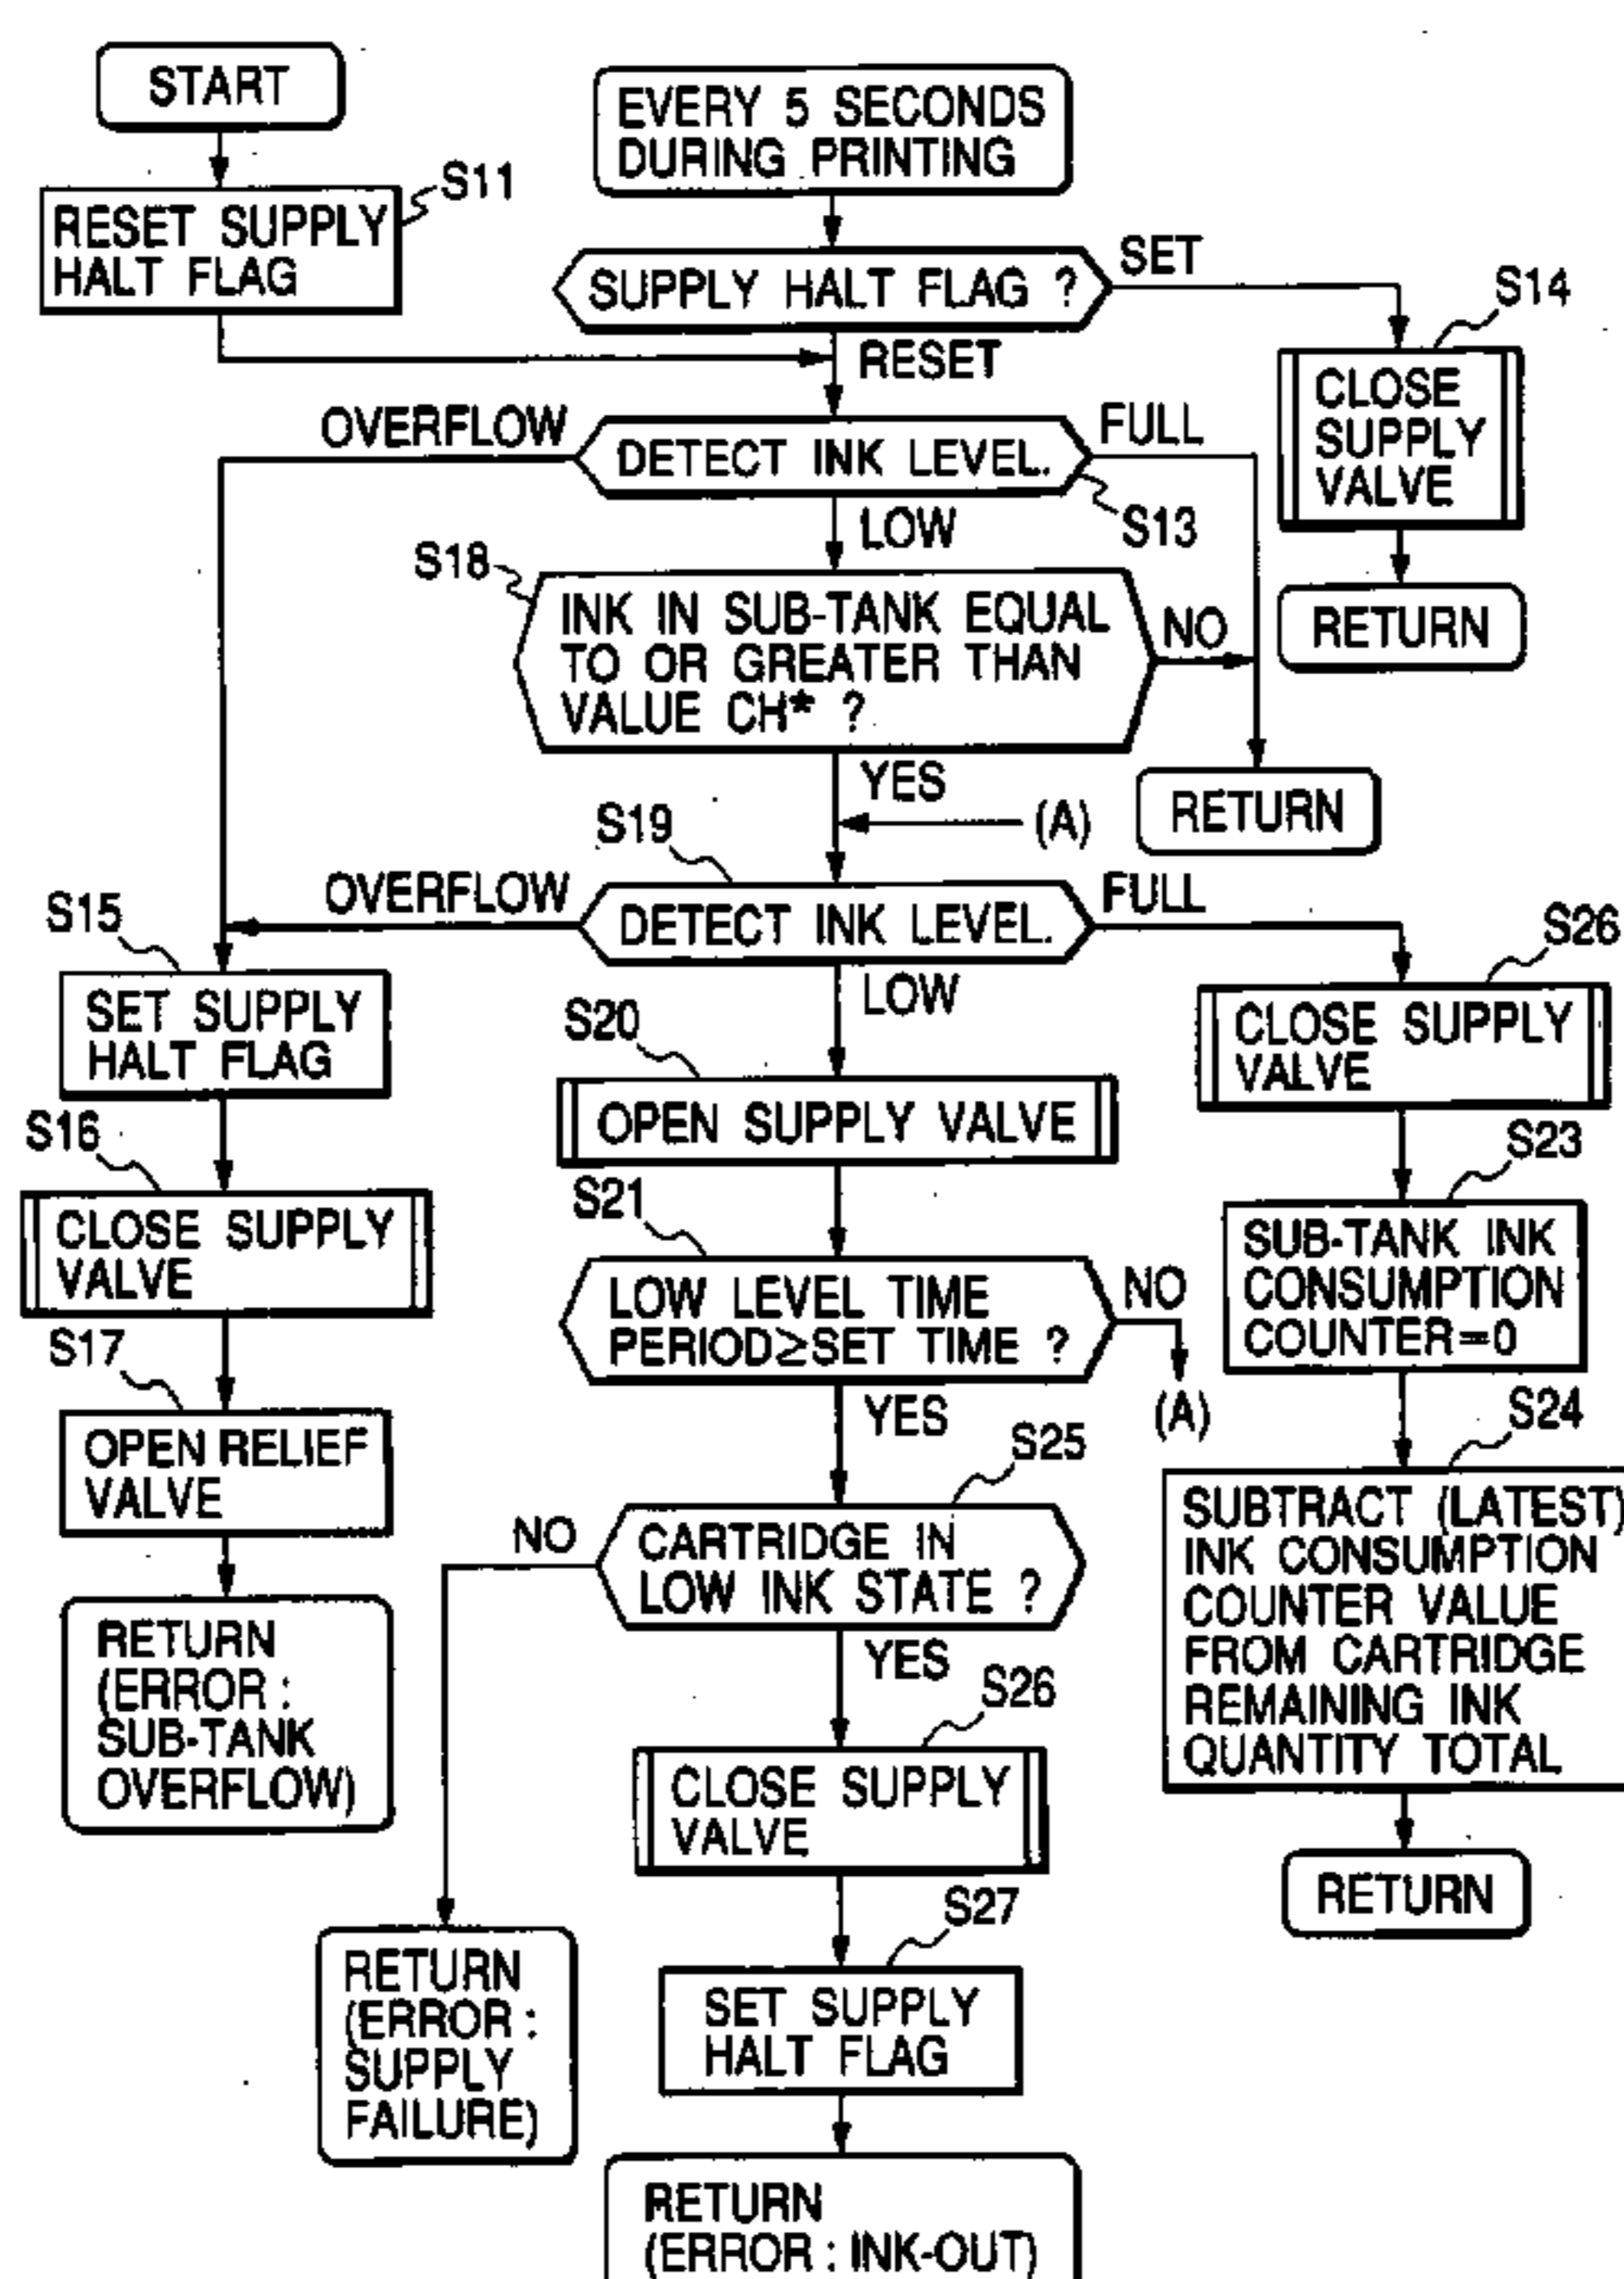 START
EVERY 5 SECONDS
DURING PRINTING
S11
RESET SUPPLY
HALT FLAG
SUPPLY HALT FLAG ?
SET
S14
RESET
CLOSE
SUPPLY
VALVE
RETURN
OVERFLOW
DETECT INK LEVEL.
FULL
S13
LOW
S18
INK IN SUB-TANK EQUAL
TO OR GREATER THAN
VALUE CH* ?
NO
RETURN
YES
(A)
S19
OVERFLOW
DETECT INK LEVEL.
FULL
LOW
S15
SET SUPPLY
HALT FLAG
S16
CLOSE SUPPLY
VALVE
S17
OPEN RELIEF
VALVE
RETURN
(ERROR :
SUB-TANK
OVERFLOW)
S20
OPEN SUPPLY VALVE
S21
LOW LEVEL TIME
PERIOD≥SET TIME ?
NO
(A)
YES
S25
CARTRIDGE IN
LOW INK STATE ?
NO
RETURN
(ERROR :
SUPPLY
FAILURE)
YES
S26
CLOSE SUPPLY
VALVE
S27
SET SUPPLY
HALT FLAG
RETURN
(ERROR : INK-OUT)
S26
CLOSE SUPPLY
VALVE
S23
SUB-TANK INK
CONSUMPTION
COUNTER=0
S24
SUBTRACT (LATEST)
INK CONSUMPTION
COUNTER VALUE
FROM CARTRIDGE
REMAINING INK
QUANTITY TOTAL
RETURN